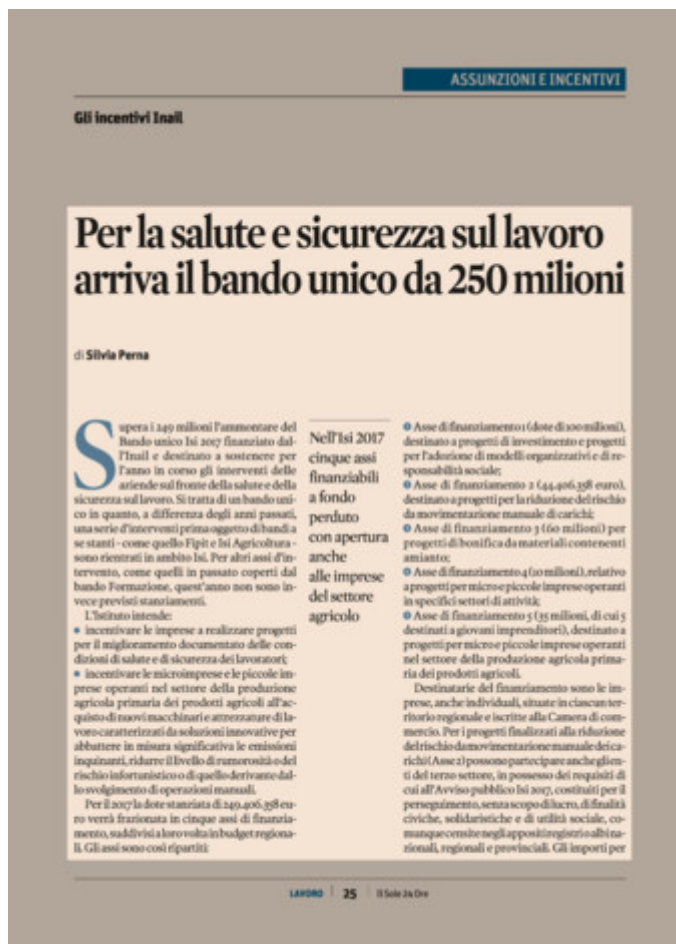 ASSUNZIONI E INCENTIVI
Gli incentivi Inail
Per la salute e sicurezza sul lavoro
arriva il bando unico da 250 milioni
di Silvia Perna
Supera i 249 milioni l'ammontare del
Bando unico Isi 2017 finanziato dal-
l'Inail e destinato a sostenere per
l'anno in corso gli interventi delle
aziende sul fronte della salute e della
sicurezza sul lavoro. Si tratta di un bando uni-
co in quanto, a differenza degli anni passati,
una serie d'interventi prima oggetto di bandi a
se stanti - come quello Fipit e Isi Agricoltura -
sono rientrati in ambito Isi. Per altri assi d'in-
tervento, come quelli in passato coperti dal
bando Formazione, quest'anno non sono in-
vece previsti stanziamenti.
L'Istituto intende:
● incentivare le imprese a realizzare progetti
per il miglioramento documentato delle con-
dizioni di salute e di sicurezza dei lavoratori;
● incentivare le microimprese e le piccole im-
prese operanti nel settore della produzione
agricola primaria dei prodotti agricoli all'ac-
quisto di nuovi macchinari e attrezzature di la-
voro caratterizzati da soluzioni innovative per
abbattere in misura significativa le emissioni
inquinanti, ridurre il livello di rumorosità o del
rischio infortunistico o di quello derivante dal-
lo svolgimento di operazioni manuali.
Per il 2017 la dote stanziata di 249.406.358 eu-
ro verrà frazionata in cinque assi di finanzia-
mento, suddivisi a loro volta in budget regiona-
li. Gli assi sono così ripartiti:
Nell'Isi 2017
cinque assi
finanziabili
a fondo
perduto
con apertura
anche
alle imprese
del settore
agricolo
Asse di finanziamento 1 (dote di 100 milioni),
destinato a progetti di investimento e progetti
per l'adozione di modelli organizzativi e di re-
sponsabilità sociale;
Asse di finanziamento 2 (44.406.358 euro),
destinato a progetti per la riduzione del rischio
da movimentazione manuale di carichi;
Asse di finanziamento 3 (60 milioni) per
progetti di bonifica da materiali contenenti
amianto;
Asse di finanziamento 4 (10 milioni), relativo
a progetti per micro e piccole imprese operanti
in specifici settori di attività;
Asse di finanziamento 5 (35 milioni, di cui 5
destinati a giovani imprenditori), destinato a
progetti per micro e piccole imprese operanti
nel settore della produzione agricola prima-
ria dei prodotti agricoli.
Destinatarie del finanziamento sono le im-
prese, anche individuali, situate in ciascun ter-
ritorio regionale e iscritte alla Camera di com-
mercio. Per i progetti finalizzati alla riduzione
del rischio da movimentazione manuale dei ca-
richi (Asse 2) possono partecipare anche gli en-
ti del terzo settore, in possesso dei requisiti di
cui all'Avviso pubblico Isi 2017, costituiti per il
perseguimento, senza scopo di lucro, di finalità
civiche, solidaristiche e di utilità sociale, co-
munque censite negli appositi registri o albi na-
zionali, regionali e provinciali. Gli importi per
LAVORO | 25 | Il Sole 24 Ore